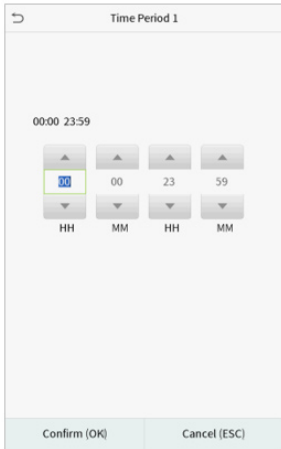 Time Period 1
00:00 23:59
00 00 23 59
HH MM HH MM
Confirm (OK) Cancel (ESC)